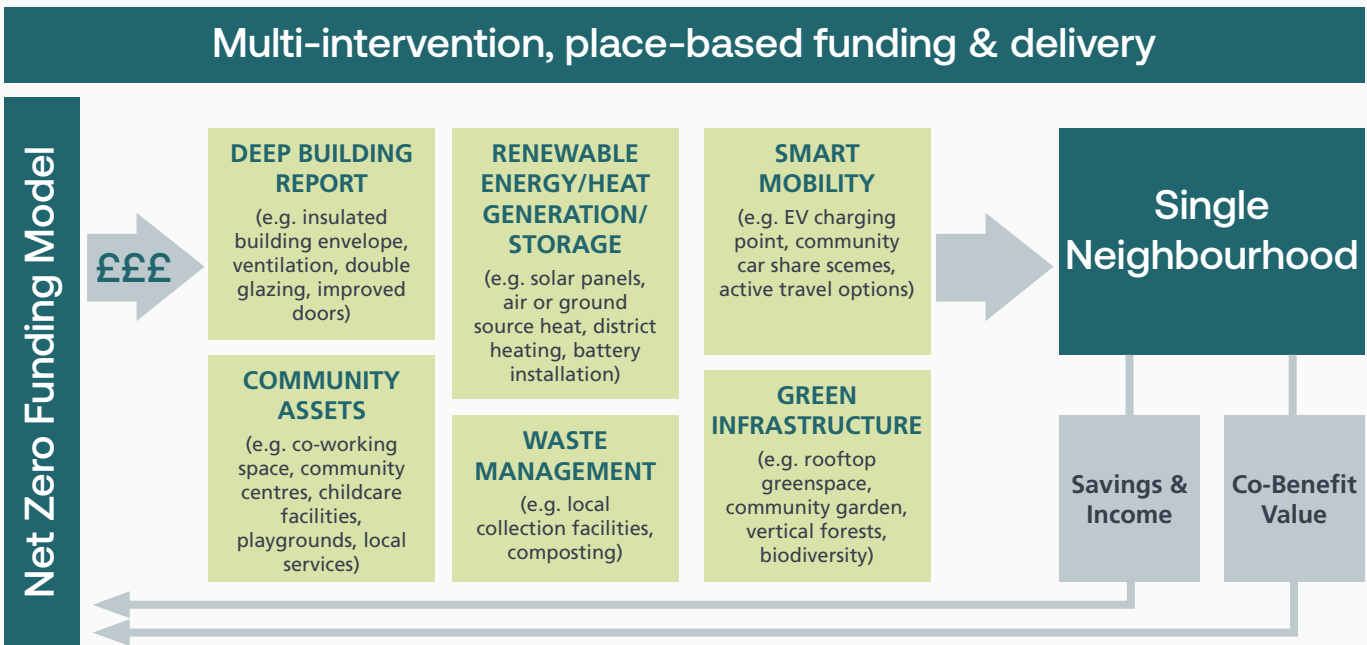 Multi-intervention, place-based funding & delivery
Net Zero Funding Model
£££
DEEP BUILDING
REPORT
(e.g. insulated
building envelope,
ventilation, double
glazing, improved
doors)
COMMUNITY
ASSETS
(e.g. co-working
space, community
centres, childcare
facilities,
playgrounds, local
services)
RENEWABLE
ENERGY/HEAT
GENERATION/
STORAGE
(e.g. solar panels,
air or ground
source heat, district
heating, battery
installation)
WASTE
MANAGEMENT
(e.g. local
collection facilities,
composting)
SMART
MOBILITY
(e.g. EV charging
point, community
car share schemes,
active travel options)
GREEN
INFRASTRUCTURE
(e.g. rooftop
greenspace,
community garden,
vertical forests,
biodiversity)
Single
Neighbourhood
Savings &
Income
Co-Benefit
Value